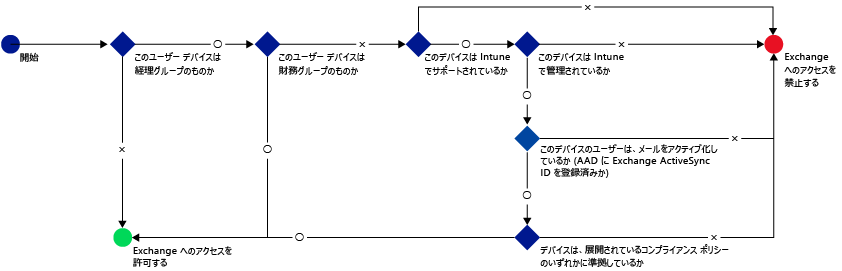 ×
開始
○
このユーザー デバイスは
経理グループのものか
×
このユーザー デバイスは
財務グループのものか
○
このデバイスは Intune
でサポートされているか
×
このデバイスは Intune
で管理されているか
Exchange
へのアクセスを
禁止する
○
×
○
×
このデバイスのユーザーは、メールをアクティブ化し
ているか (AAD に Exchange ActiveSync
ID を登録済みか)
○
○
×
Exchange へのアクセスを
許可する
デバイスは、展開されているコンプライアンス ポリシー
のいずれかに準拠しているか